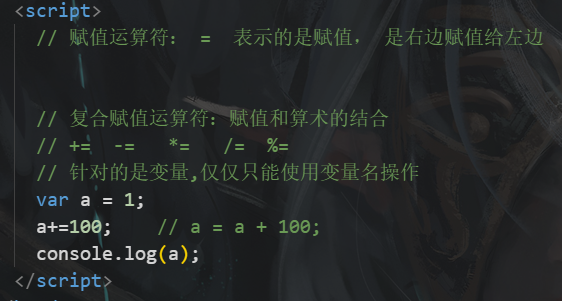 <script>
// 赋值运算符： =  表示的是赋值， 是右边赋值给左边
// 复合赋值运算符：赋值和算术的结合
// +=  -=   *=   /=  %=
// 针对的是变量,仅仅只能使用变量名操作
var a = 1;
a+=100;    // a = a + 100;
console.log(a);
</script>